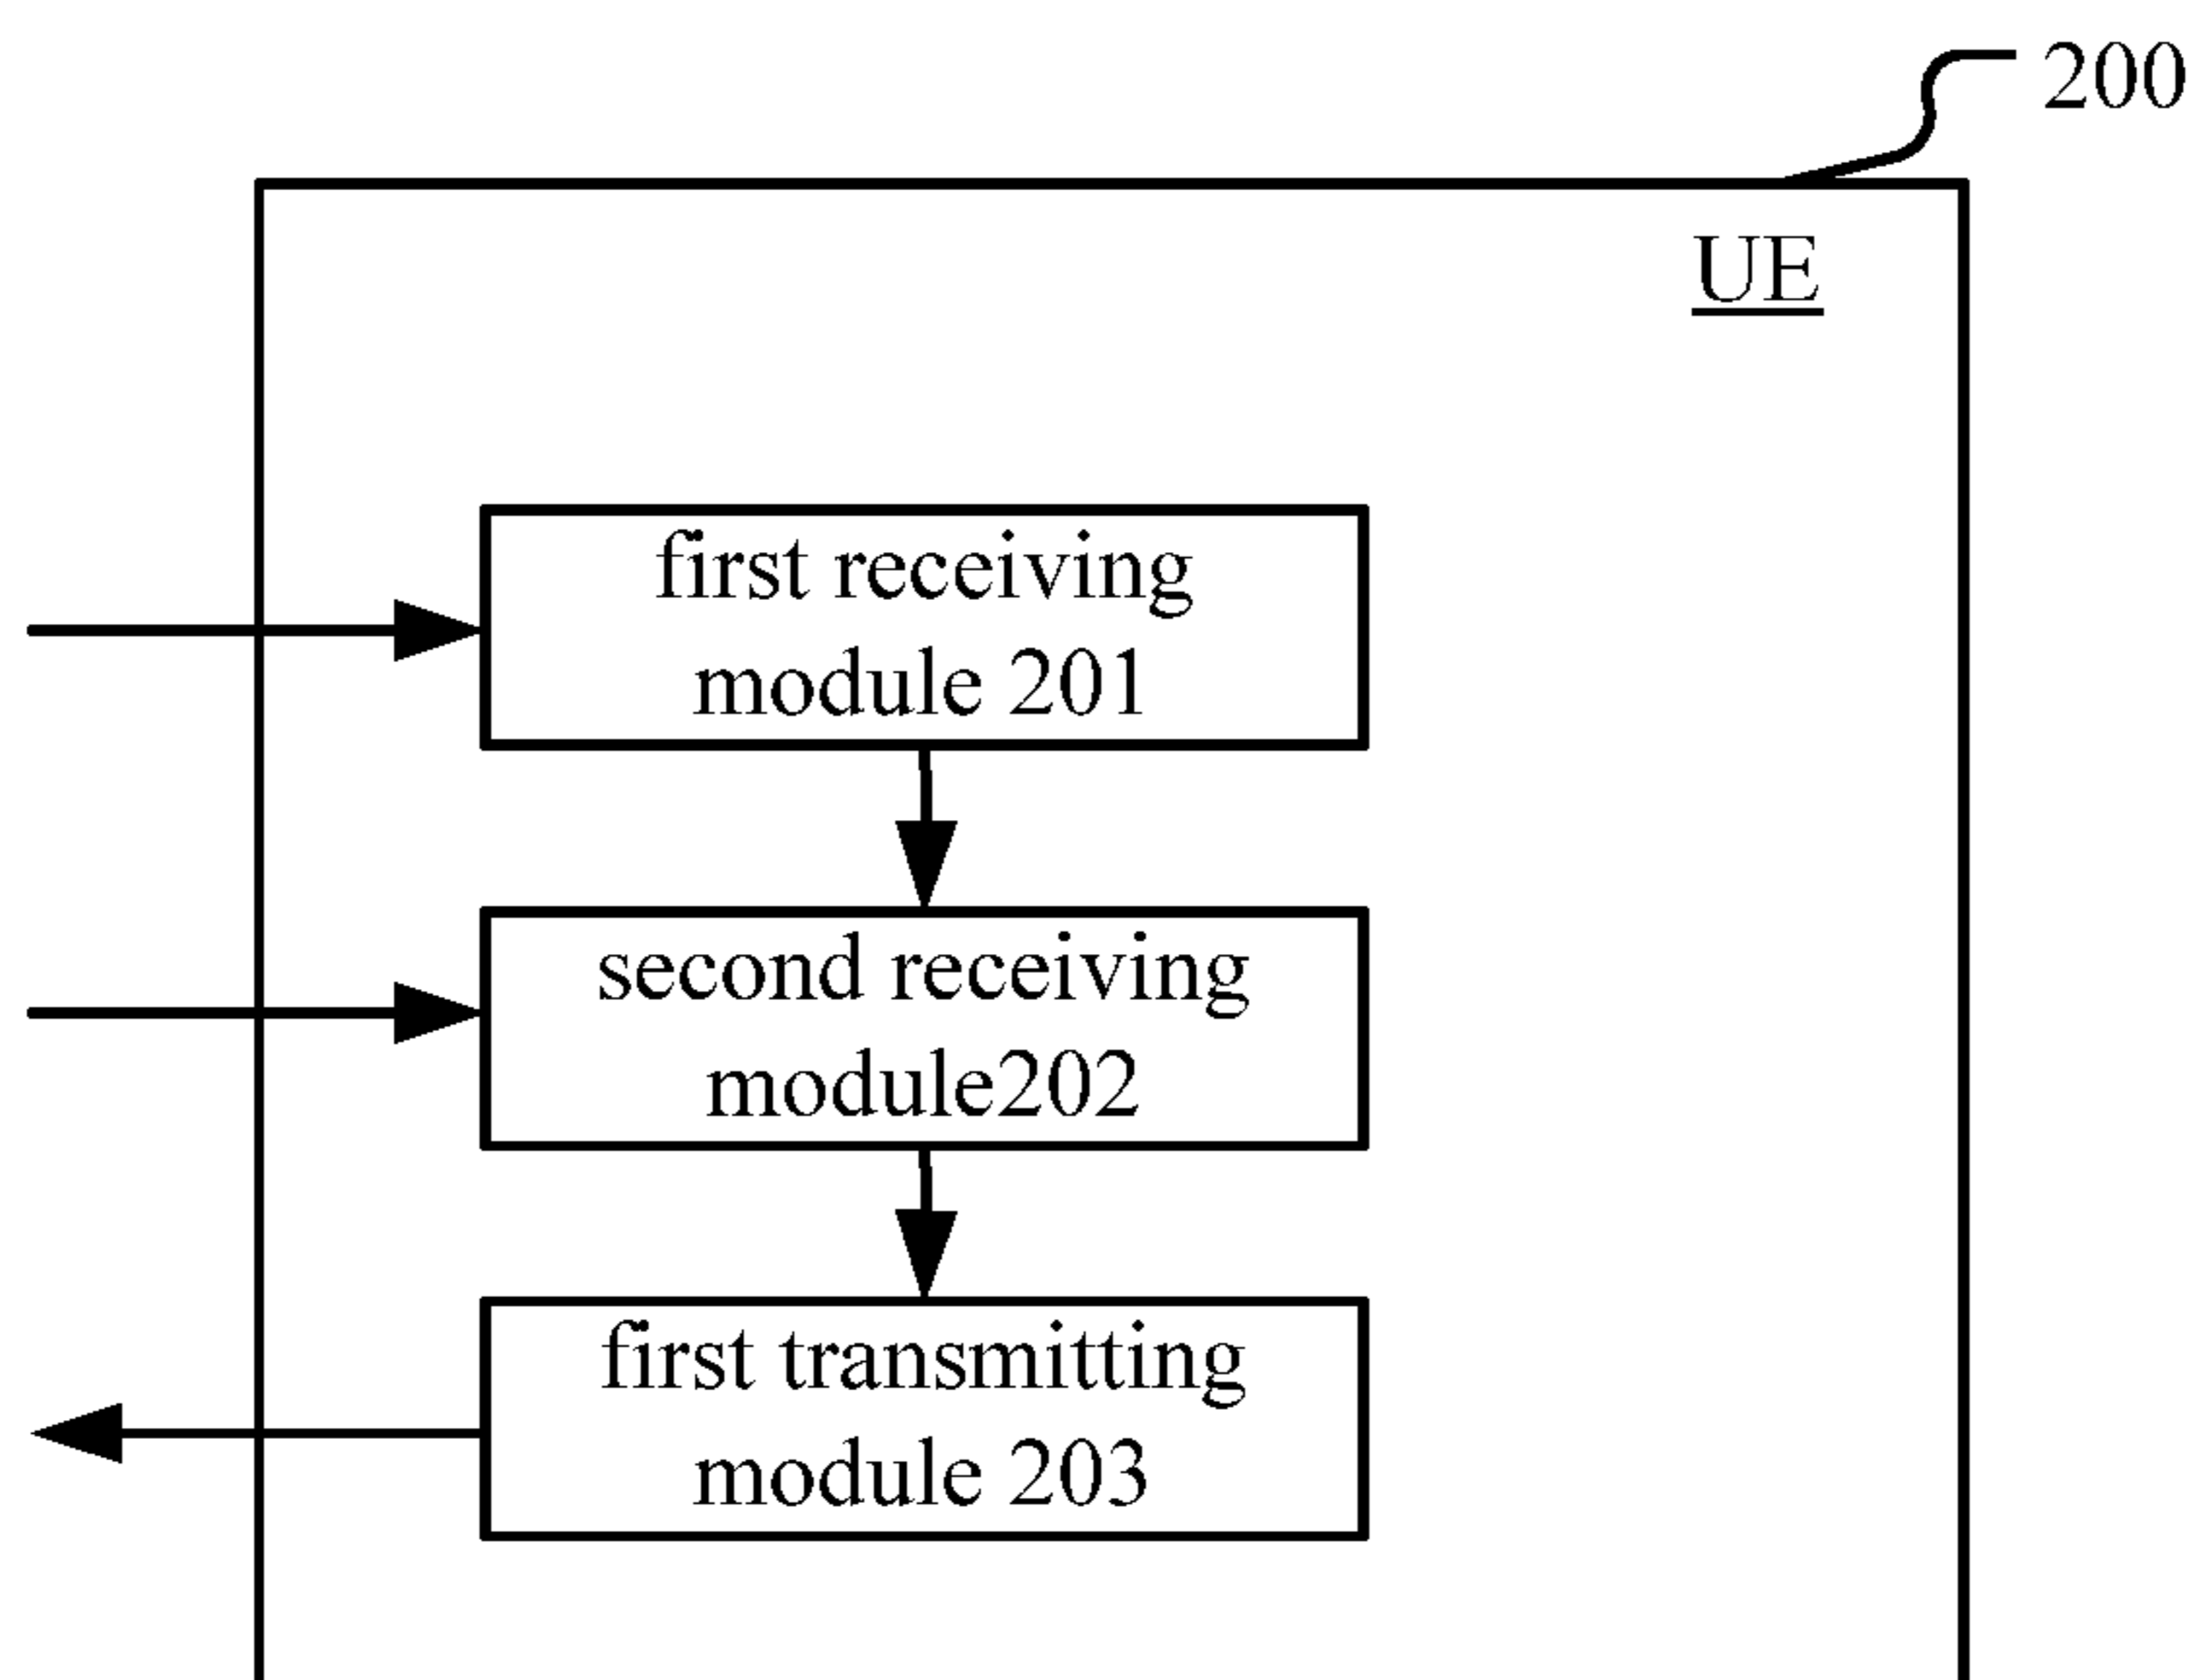 200
UE
first receiving
module 201
second receiving
module202
first transmitting
module 203